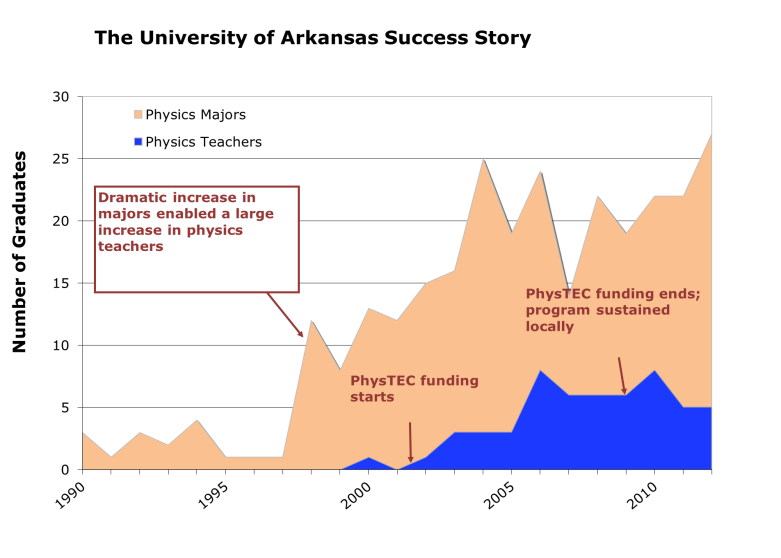 The University of Arkansas Success Story
Number of Graduates
30
25
20
15
10
5
0
Physics Majors
Physics Teachers
Dramatic increase in
majors enabled a large
increase in physics
teachers
PhysTEC funding ends;
program sustained
locally
PhysTEC funding
starts
1990
1995
2000
2005
2010